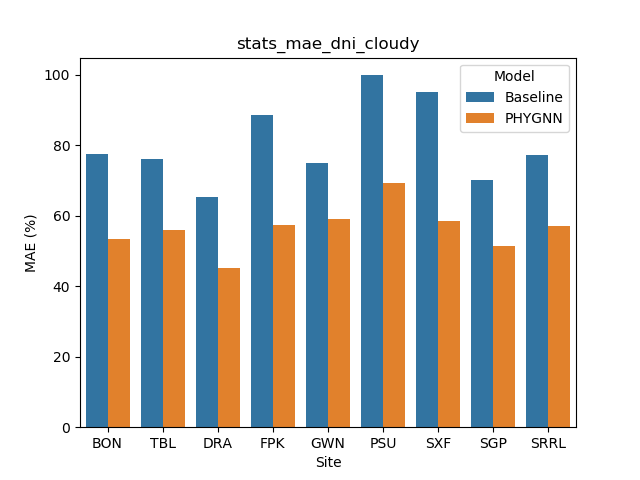 stats_mae_dni_cloudy
Model
Baseline
PHYGNN
MAE (%)
100
80
60
40
20
0
BON TBL DRA FPK GWN PSU SXF SGP SRRL
Site